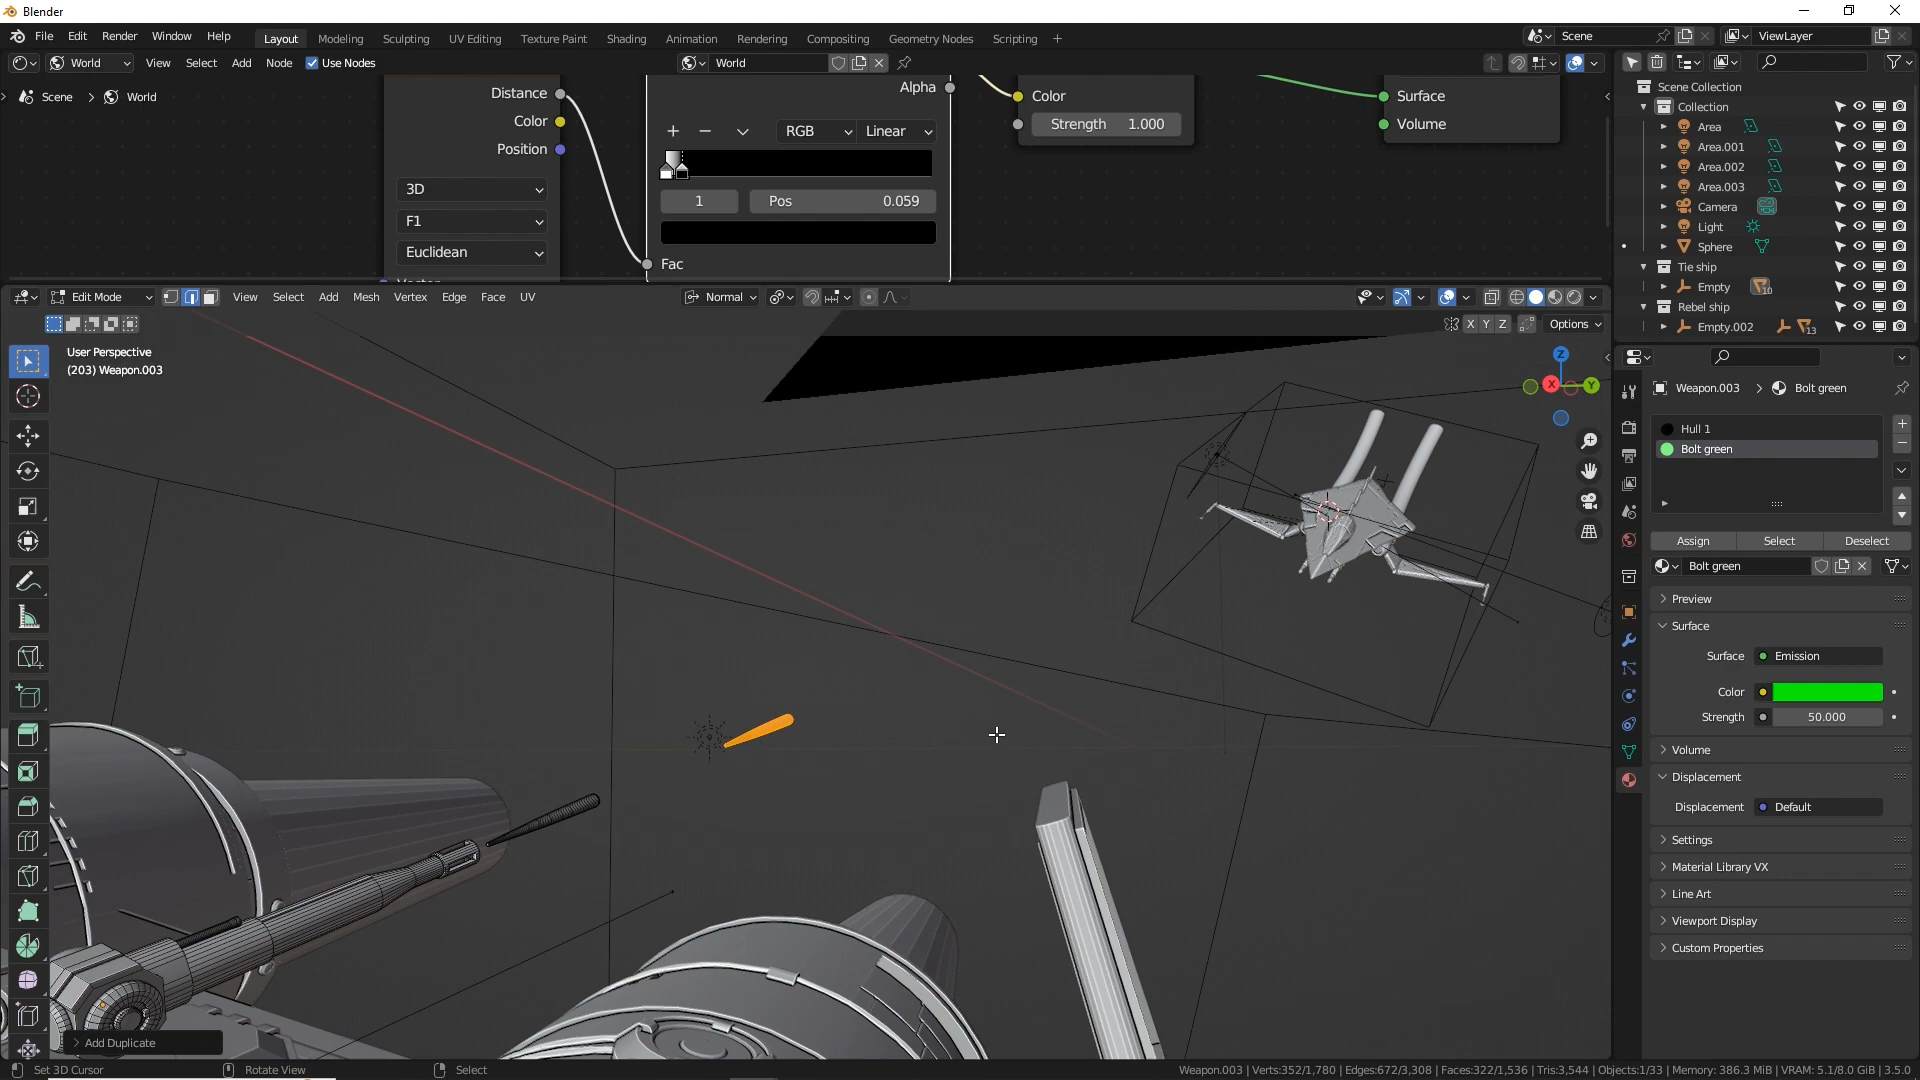 Blender
File Edit Render Window Help Layout Modeling Sculpting UV Editing Texture Paint Shading Animation Rendering Compositing Geometry Nodes Scripting + Scene ViewLayer
World View Select Add Node Use Nodes World
Scene > World
Distance
Color
Position
3D
F1
Euclidean
Alpha
RGB Linear
1 Pos 0.059
Fac
Color
Strength 1.000
Surface
Volume
Scene Collection
Collection
Area
Area.001
Area.002
Area.003
Camera
Light
Sphere
Tie ship
Empty 10
Rebel ship
Empty.002 13
Edit Mode View Select Add Mesh Vertex Edge Face UV Normal
X Y Z Options
User Perspective
(203) Weapon.003
Z
X Y
Weapon.003 > Bolt green
Hull 1
Bolt green
Assign Select Deselect
Bolt green
Preview
Surface
Surface Emission
Color
Strength 50.000
Volume
Displacement
Displacement Default
Settings
Material Library VX
Line Art
Viewport Display
Custom Properties
> Add Duplicate
Set 3D Cursor Rotate View Select Weapon.003 | Verts:352/1,780 | Edges:672/3,308 | Faces:322/1,536 | Tris:3,544 | Objects:1/33 | Memory: 386.3 MiB | VRAM: 5.1/8.0 GiB | 3.5.0